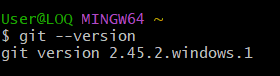 User@LOQ MINGW64 ~
$ git --version
git version 2.45.2.windows.1